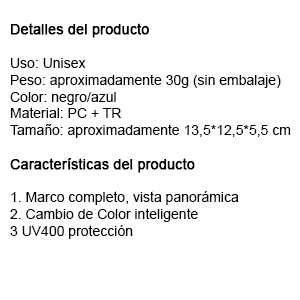 Detalles del producto
Uso: Unisex
Peso: aproximadamente 30g (sin embalaje)
Color: negro/azul
Material: PC + TR
Tamaño: aproximadamente 13,5*12,5*5,5 cm
Características del producto
1. Marco completo, vista panorámica
2. Cambio de Color inteligente
3 UV400 protección